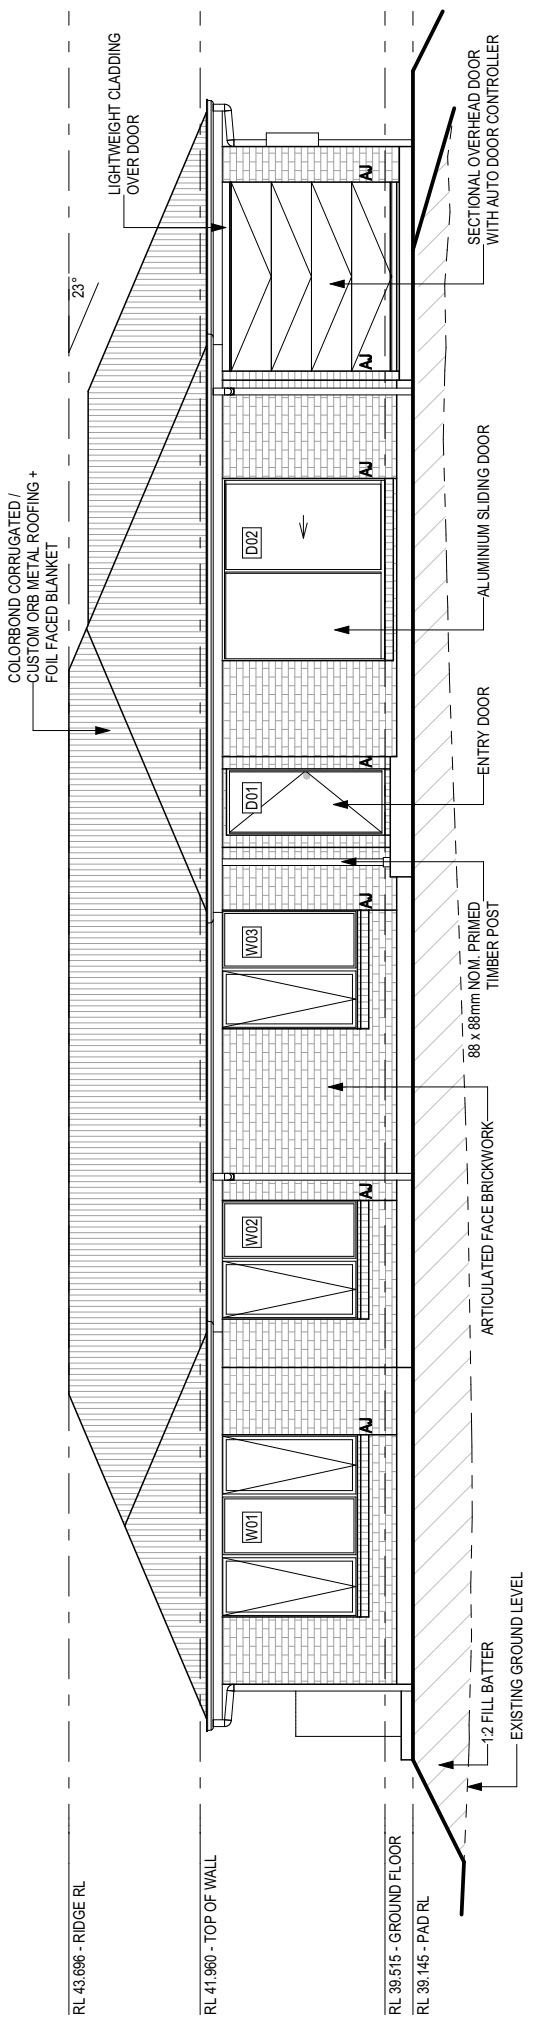 RL 43.696 - RIDGE RL
RL 41.960 - TOP OF WALL
RL 39.515 - GROUND FLOOR
RL 39.145 - PAD RL
COLORBOND CORRUGATED /
CUSTOM ORB METAL ROOFING +
FOIL FACED BLANKET
23°
LIGHTWEIGHT CLADDING
OVER DOOR
W01
AJ
W02
AJ
W03
AJ
D01
A
D02
AJ
AJ
AJ
1:2 FILL BATTER
EXISTING GROUND LEVEL
ARTICULATED FACE BRICKWORK
88 x 88mm NOM. PRIMED
TIMBER POST
ENTRY DOOR
ALUMINIUM SLIDING DOOR
SECTIONAL OVERHEAD DOOR
WITH AUTO DOOR CONTROLLER